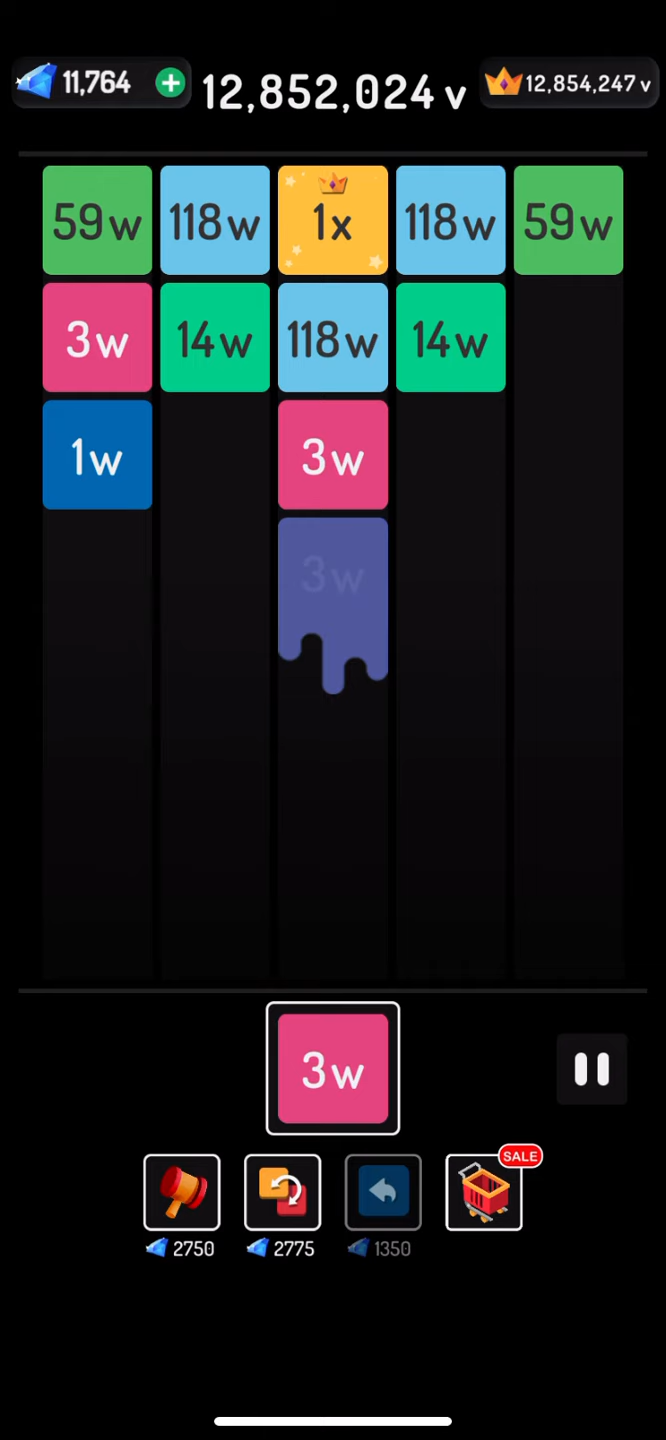 11,764 12,852,024 v 12,854,247 v
59w 118w 1x 118w 59w
3w 14w 118w 14w
1w 3w
3w
3w
SALE
2750 2775 1350